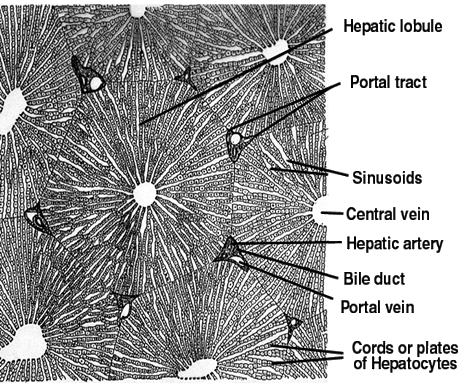 Hepatic lobule
Portal tract
Sinusoids
Central vein
Hepatic artery
Bile duct
Portal vein
Cords or plates
of Hepatocytes